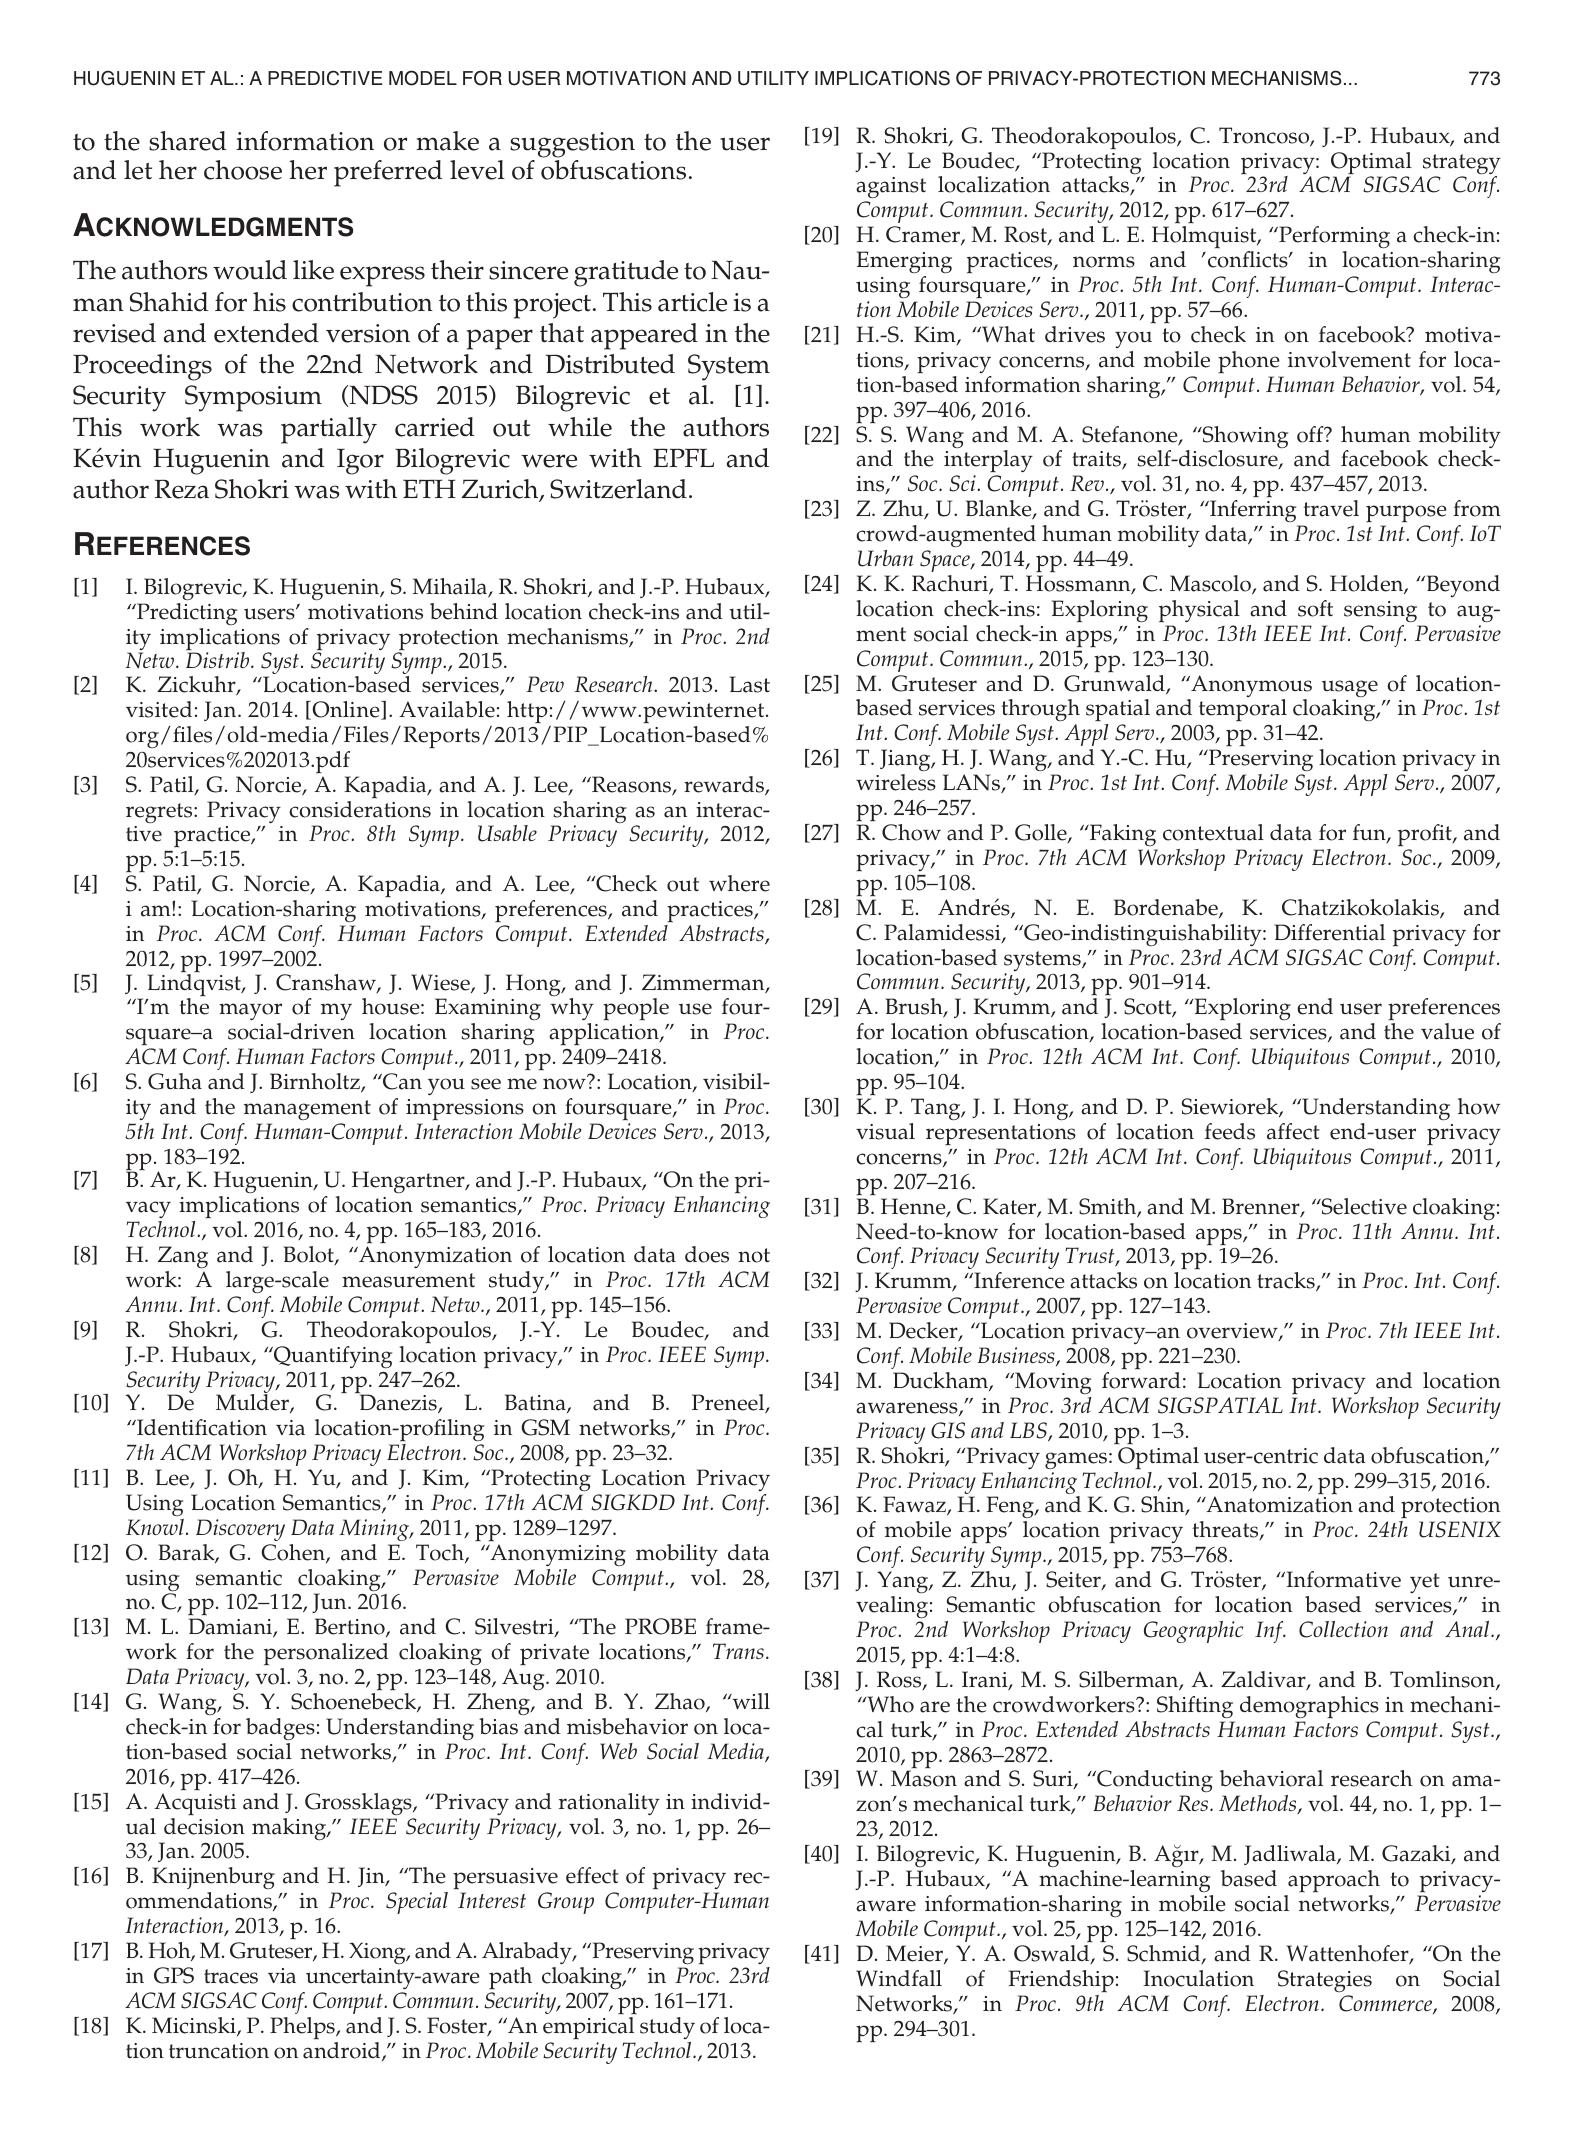 HUGUENIN ET AL.: A PREDICTIVE MODEL FOR USER MOTIVATION AND UTILITY IMPLICATIONS OF PRIVACY-PROTECTION MECHANISMS... 773
to the shared information or make a suggestion to the user
and let her choose her preferred level of obfuscations.
ACKNOWLEDGMENTS
The authors would like express their sincere gratitude to Nau-
man Shahid for his contribution to this project. This article is a
revised and extended version of a paper that appeared in the
Proceedings of the 22nd Network and Distributed System
Security Symposium (NDSS 2015) Bilogrevic et al. [1].
This work was partially carried out while the authors
Kévin Huguenin and Igor Bilogrevic were with EPFL and
author Reza Shokri was with ETH Zurich, Switzerland.
REFERENCES
[1] I. Bilogrevic, K. Huguenin, S. Mihaila, R. Shokri, and J.-P. Hubaux,
“Predicting users’ motivations behind location check-ins and util-
ity implications of privacy protection mechanisms,” in Proc. 2nd
Netw. Distrib. Syst. Security Symp., 2015.
[2] K. Zickuhr, “Location-based services,” Pew Research. 2013. Last
visited: Jan. 2014. [Online]. Available: http://www.pewinternet.
org/files/old-media/Files/Reports/2013/PIP_Location-based%
20services%202013.pdf
[3] S. Patil, G. Norcie, A. Kapadia, and A. J. Lee, “Reasons, rewards,
regrets: Privacy considerations in location sharing as an interac-
tive practice,” in Proc. 8th Symp. Usable Privacy Security, 2012,
pp. 5:1–5:15.
[4] S. Patil, G. Norcie, A. Kapadia, and A. Lee, “Check out where
i am!: Location-sharing motivations, preferences, and practices,”
in Proc. ACM Conf. Human Factors Comput. Extended Abstracts,
2012, pp. 1997–2002.
[5] J. Lindqvist, J. Cranshaw, J. Wiese, J. Hong, and J. Zimmerman,
“I’m the mayor of my house: Examining why people use four-
square–a social-driven location sharing application,” in Proc.
ACM Conf. Human Factors Comput., 2011, pp. 2409–2418.
[6] S. Guha and J. Birnholtz, “Can you see me now?: Location, visibil-
ity and the management of impressions on foursquare,” in Proc.
5th Int. Conf. Human-Comput. Interaction Mobile Devices Serv., 2013,
pp. 183–192.
[7] B. Ar, K. Huguenin, U. Hengartner, and J.-P. Hubaux, “On the pri-
vacy implications of location semantics,” Proc. Privacy Enhancing
Technol., vol. 2016, no. 4, pp. 165–183, 2016.
[8] H. Zang and J. Bolot, “Anonymization of location data does not
work: A large-scale measurement study,” in Proc. 17th ACM
Annu. Int. Conf. Mobile Comput. Netw., 2011, pp. 145–156.
[9] R. Shokri, G. Theodorakopoulos, J.-Y. Le Boudec, and
J.-P. Hubaux, “Quantifying location privacy,” in Proc. IEEE Symp.
Security Privacy, 2011, pp. 247–262.
[10] Y. De Mulder, G. Danezis, L. Batina, and B. Preneel,
“Identification via location-profiling in GSM networks,” in Proc.
7th ACM Workshop Privacy Electron. Soc., 2008, pp. 23–32.
[11] B. Lee, J. Oh, H. Yu, and J. Kim, “Protecting Location Privacy
Using Location Semantics,” in Proc. 17th ACM SIGKDD Int. Conf.
Knowl. Discovery Data Mining, 2011, pp. 1289–1297.
[12] O. Barak, G. Cohen, and E. Toch, “Anonymizing mobility data
using semantic cloaking,” Pervasive Mobile Comput., vol. 28,
no. C, pp. 102–112, Jun. 2016.
[13] M. L. Damiani, E. Bertino, and C. Silvestri, “The PROBE frame-
work for the personalized cloaking of private locations,” Trans.
Data Privacy, vol. 3, no. 2, pp. 123–148, Aug. 2010.
[14] G. Wang, S. Y. Schoenebeck, H. Zheng, and B. Y. Zhao, “will
check-in for badges: Understanding bias and misbehavior on loca-
tion-based social networks,” in Proc. Int. Conf. Web Social Media,
2016, pp. 417–426.
[15] A. Acquisti and J. Grossklags, “Privacy and rationality in individ-
ual decision making,” IEEE Security Privacy, vol. 3, no. 1, pp. 26–
33, Jan. 2005.
[16] B. Knijnenburg and H. Jin, “The persuasive effect of privacy rec-
ommendations,” in Proc. Special Interest Group Computer-Human
Interaction, 2013, p. 16.
[17] B. Hoh, M. Gruteser, H. Xiong, and A. Alrabady, “Preserving privacy
in GPS traces via uncertainty-aware path cloaking,” in Proc. 23rd
ACM SIGSAC Conf. Comput. Commun. Security, 2007, pp. 161–171.
[18] K. Micinski, P. Phelps, and J. S. Foster, “An empirical study of loca-
tion truncation on android,” in Proc. Mobile Security Technol., 2013.
[19] R. Shokri, G. Theodorakopoulos, C. Troncoso, J.-P. Hubaux, and
J.-Y. Le Boudec, “Protecting location privacy: Optimal strategy
against localization attacks,” in Proc. 23rd ACM SIGSAC Conf.
Comput. Commun. Security, 2012, pp. 617–627.
[20] H. Cramer, M. Rost, and L. E. Holmquist, “Performing a check-in:
Emerging practices, norms and ’conflicts’ in location-sharing
using foursquare,” in Proc. 5th Int. Conf. Human-Comput. Interac-
tion Mobile Devices Serv., 2011, pp. 57–66.
[21] H.-S. Kim, “What drives you to check in on facebook? motiva-
tions, privacy concerns, and mobile phone involvement for loca-
tion-based information sharing,” Comput. Human Behavior, vol. 54,
pp. 397–406, 2016.
[22] S. S. Wang and M. A. Stefanone, “Showing off? human mobility
and the interplay of traits, self-disclosure, and facebook check-
ins,” Soc. Sci. Comput. Rev., vol. 31, no. 4, pp. 437–457, 2013.
[23] Z. Zhu, U. Blanke, and G. Tröster, “Inferring travel purpose from
crowd-augmented human mobility data,” in Proc. 1st Int. Conf. IoT
Urban Space, 2014, pp. 44–49.
[24] K. K. Rachuri, T. Hossmann, C. Mascolo, and S. Holden, “Beyond
location check-ins: Exploring physical and soft sensing to aug-
ment social check-in apps,” in Proc. 13th IEEE Int. Conf. Pervasive
Comput. Commun., 2015, pp. 123–130.
[25] M. Gruteser and D. Grunwald, “Anonymous usage of location-
based services through spatial and temporal cloaking,” in Proc. 1st
Int. Conf. Mobile Syst. Appl Serv., 2003, pp. 31–42.
[26] T. Jiang, H. J. Wang, and Y.-C. Hu, “Preserving location privacy in
wireless LANs,” in Proc. 1st Int. Conf. Mobile Syst. Appl Serv., 2007,
pp. 246–257.
[27] R. Chow and P. Golle, “Faking contextual data for fun, profit, and
privacy,” in Proc. 7th ACM Workshop Privacy Electron. Soc., 2009,
pp. 105–108.
[28] M. E. Andrés, N. E. Bordenabe, K. Chatzikokolakis, and
C. Palamidessi, “Geo-indistinguishability: Differential privacy for
location-based systems,” in Proc. 23rd ACM SIGSAC Conf. Comput.
Commun. Security, 2013, pp. 901–914.
[29] A. Brush, J. Krumm, and J. Scott, “Exploring end user preferences
for location obfuscation, location-based services, and the value of
location,” in Proc. 12th ACM Int. Conf. Ubiquitous Comput., 2010,
pp. 95–104.
[30] K. P. Tang, J. I. Hong, and D. P. Siewiorek, “Understanding how
visual representations of location feeds affect end-user privacy
concerns,” in Proc. 12th ACM Int. Conf. Ubiquitous Comput., 2011,
pp. 207–216.
[31] B. Henne, C. Kater, M. Smith, and M. Brenner, “Selective cloaking:
Need-to-know for location-based apps,” in Proc. 11th Annu. Int.
Conf. Privacy Security Trust, 2013, pp. 19–26.
[32] J. Krumm, “Inference attacks on location tracks,” in Proc. Int. Conf.
Pervasive Comput., 2007, pp. 127–143.
[33] M. Decker, “Location privacy–an overview,” in Proc. 7th IEEE Int.
Conf. Mobile Business, 2008, pp. 221–230.
[34] M. Duckham, “Moving forward: Location privacy and location
awareness,” in Proc. 3rd ACM SIGSPATIAL Int. Workshop Security
Privacy GIS and LBS, 2010, pp. 1–3.
[35] R. Shokri, “Privacy games: Optimal user-centric data obfuscation,”
Proc. Privacy Enhancing Technol., vol. 2015, no. 2, pp. 299–315, 2016.
[36] K. Fawaz, H. Feng, and K. G. Shin, “Anatomization and protection
of mobile apps’ location privacy threats,” in Proc. 24th USENIX
Conf. Security Symp., 2015, pp. 753–768.
[37] J. Yang, Z. Zhu, J. Seiter, and G. Tröster, “Informative yet unre-
vealing: Semantic obfuscation for location based services,” in
Proc. 2nd Workshop Privacy Geographic Inf. Collection and Anal.,
2015, pp. 4:1–4:8.
[38] J. Ross, L. Irani, M. S. Silberman, A. Zaldivar, and B. Tomlinson,
“Who are the crowdworkers?: Shifting demographics in mechani-
cal turk,” in Proc. Extended Abstracts Human Factors Comput. Syst.,
2010, pp. 2863–2872.
[39] W. Mason and S. Suri, “Conducting behavioral research on ama-
zon’s mechanical turk,” Behavior Res. Methods, vol. 44, no. 1, pp. 1–
23, 2012.
[40] I. Bilogrevic, K. Huguenin, B. Ağır, M. Jadliwala, M. Gazaki, and
J.-P. Hubaux, “A machine-learning based approach to privacy-
aware information-sharing in mobile social networks,” Pervasive
Mobile Comput., vol. 25, pp. 125–142, 2016.
[41] D. Meier, Y. A. Oswald, S. Schmid, and R. Wattenhofer, “On the
Windfall of Friendship: Inoculation Strategies on Social
Networks,” in Proc. 9th ACM Conf. Electron. Commerce, 2008,
pp. 294–301.